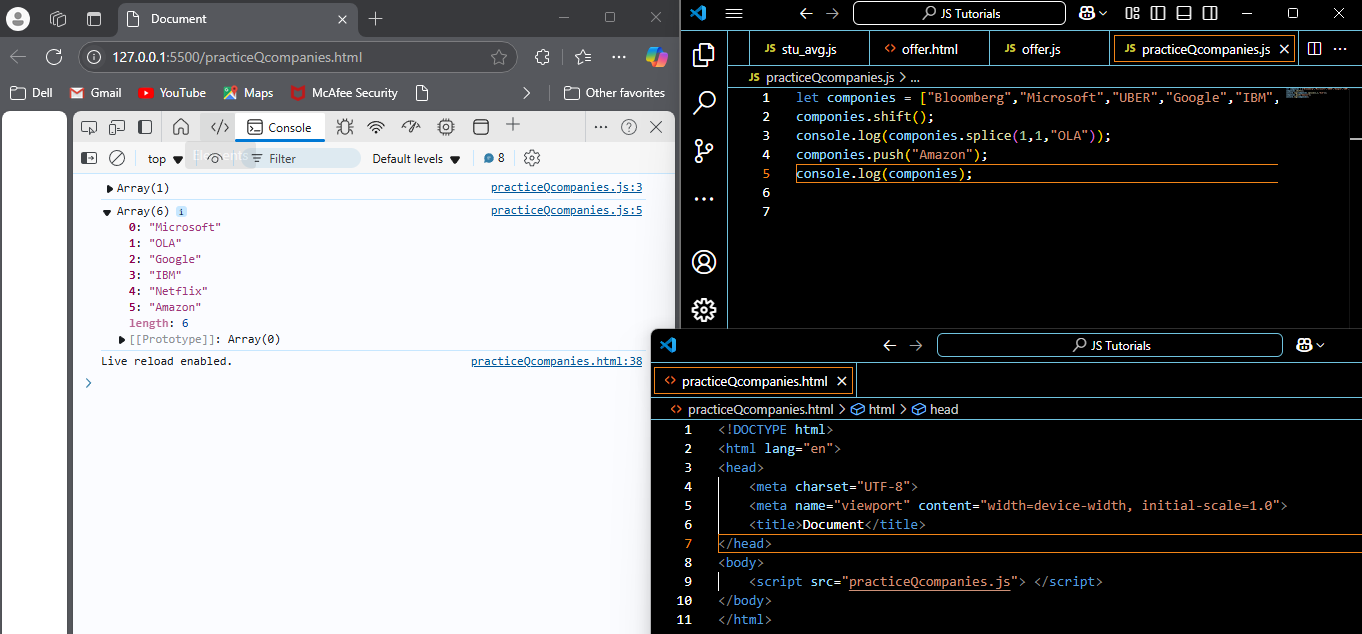 Document
127.0.0.1:5500/practiceQcompanies.html
Dell Gmail YouTube Maps McAfee Security Other favorites
Console
top Filter Default levels 8
Array(1) practiceQcompanies.js:3
Array(6) i practiceQcompanies.js:5
0: "Microsoft"
1: "OLA"
2: "Google"
3: "IBM"
4: "Netflix"
5: "Amazon"
length: 6
[[Prototype]]: Array(0)
Live reload enabled. practiceQcompanies.html:38
JS Tutorials
JS stu_avg.js <> offer.html JS offer.js JS practiceQcompanies.js
JS practiceQcompanies.js > ...
1 let componies = ["Bloomberg","Microsoft","UBER","Google","IBM",
2 componies.shift();
3 console.log(componies.splice(1,1,"OLA"));
4 componies.push("Amazon");
5 console.log(componies);
6
7
JS Tutorials
<> practiceQcompanies.html
<> practiceQcompanies.html > html > head
1 <!DOCTYPE html>
2 <html lang="en">
3 <head>
4 <meta charset="UTF-8">
5 <meta name="viewport" content="width=device-width, initial-scale=1.0">
6 <title>Document</title>
7 </head>
8 <body>
9 <script src="practiceQcompanies.js"> </script>
10 </body>
11 </html>